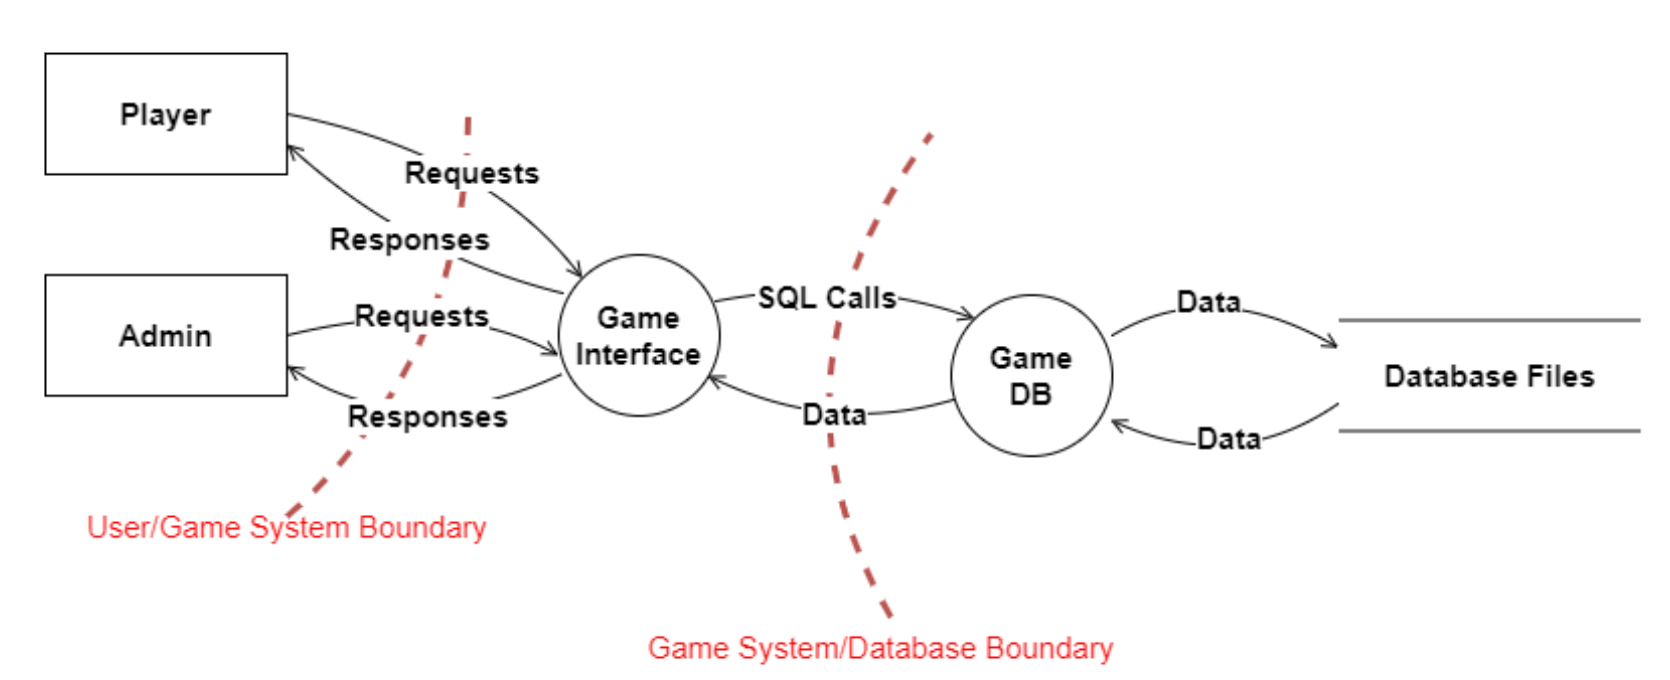 Player
Requests
Responses
Admin
Requests
Responses
Game
Interface
SQL Calls
Data
Game
DB
Data
Data
Database Files
User/Game System Boundary
Game System/Database Boundary